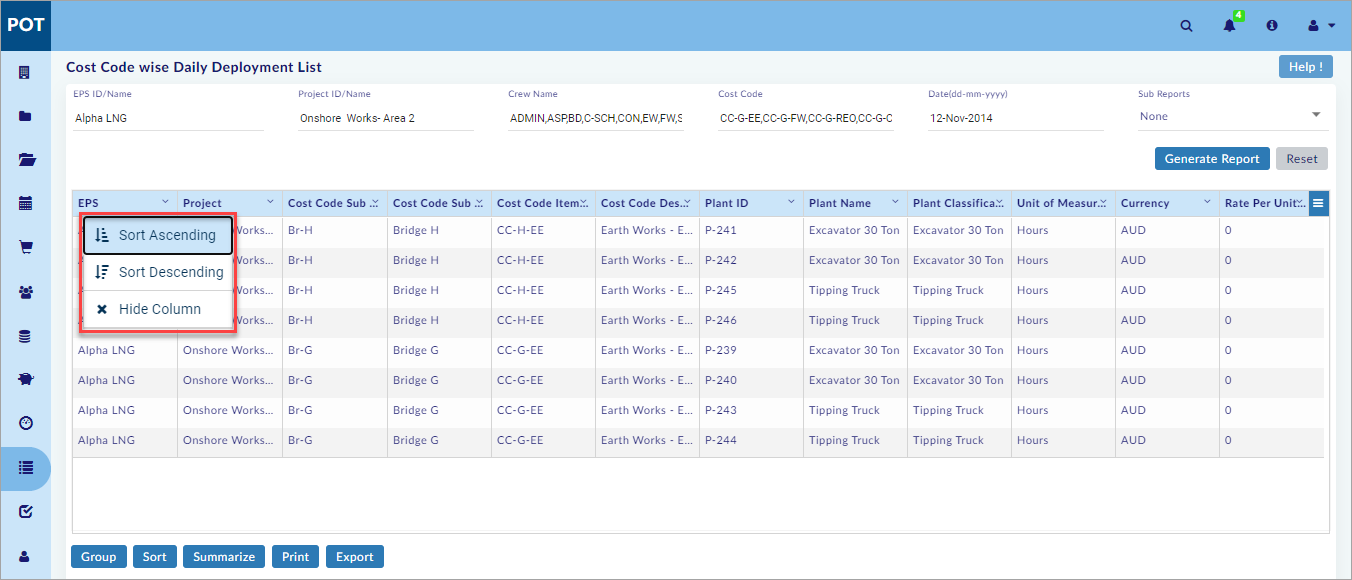 POT
4
Cost Code wise Daily Deployment List
Help !
EPS ID/Name Project ID/Name Crew Name Cost Code Date(dd-mm-yyyy) Sub Reports
Alpha LNG Onshore Works- Area 2 ADMIN,ASP,BD,C-SCH,CON,EW,FW,S CC-G-EE,CC-G-FW,CC-G-REO,CC-G-C 12-Nov-2014 None
Generate Report Reset
EPS Project Cost Code Sub ... Cost Code Sub ... Cost Code Item... Cost Code Des... Plant ID Plant Name Plant Classifica... Unit of Measur... Currency Rate Per Unit...
Works... Br-H Bridge H CC-H-EE Earth Works - E... P-241 Excavator 30 Ton Excavator 30 Ton Hours AUD 0
Sort Ascending
Works... Br-H Bridge H CC-H-EE Earth Works - E... P-242 Excavator 30 Ton Excavator 30 Ton Hours AUD 0
Sort Descending
Works... Br-H Bridge H CC-H-EE Earth Works - E... P-245 Tipping Truck Tipping Truck Hours AUD 0
Hide Column
Works... Br-H Bridge H CC-H-EE Earth Works - E... P-246 Tipping Truck Tipping Truck Hours AUD 0
Alpha LNG Onshore Works... Br-G Bridge G CC-G-EE Earth Works - E... P-239 Excavator 30 Ton Excavator 30 Ton Hours AUD 0
Alpha LNG Onshore Works... Br-G Bridge G CC-G-EE Earth Works - E... P-240 Excavator 30 Ton Excavator 30 Ton Hours AUD 0
Alpha LNG Onshore Works... Br-G Bridge G CC-G-EE Earth Works - E... P-243 Tipping Truck Tipping Truck Hours AUD 0
Alpha LNG Onshore Works... Br-G Bridge G CC-G-EE Earth Works - E... P-244 Tipping Truck Tipping Truck Hours AUD 0
Group Sort Summarize Print Export